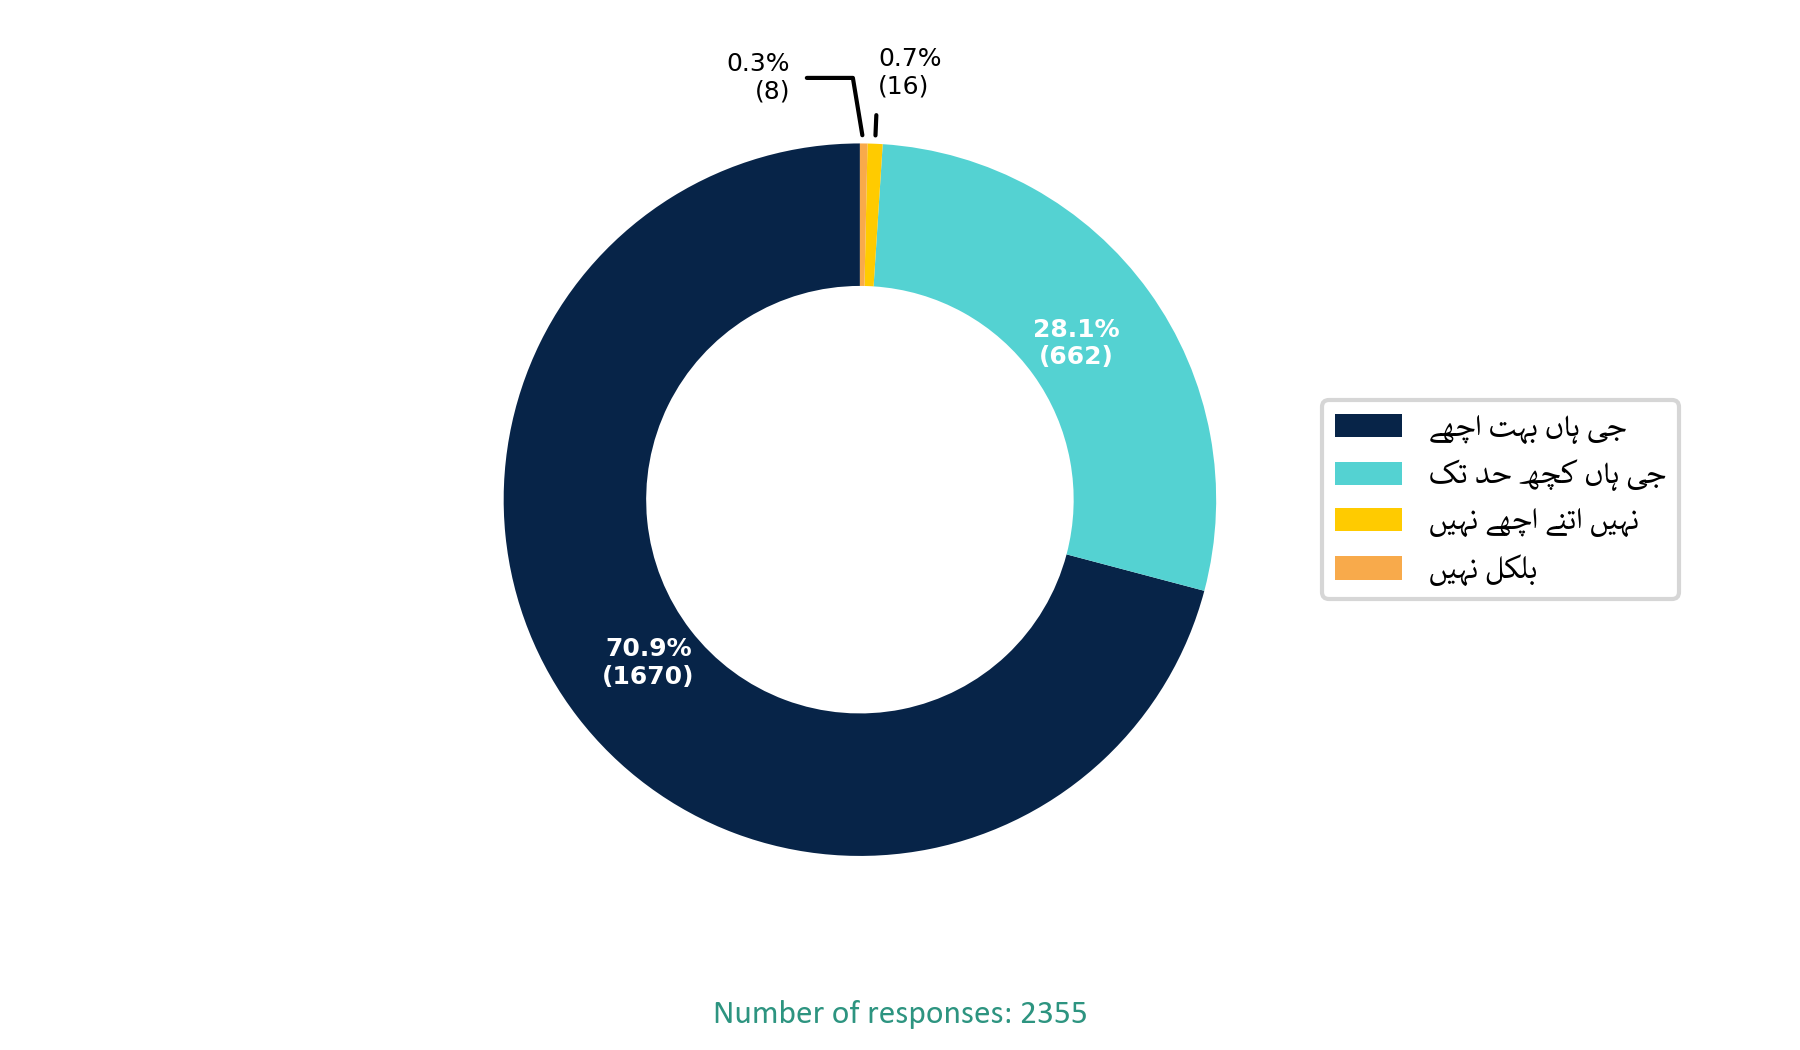 0.3%
(8)
0.7%
(16)
28.1%
(662)
70.9%
(1670)
جی ہاں بہت اچھے
جی ہاں کچھ حد تک
نہیں اتنے اچھے نہیں
بلکل نہیں
Number of responses: 2355